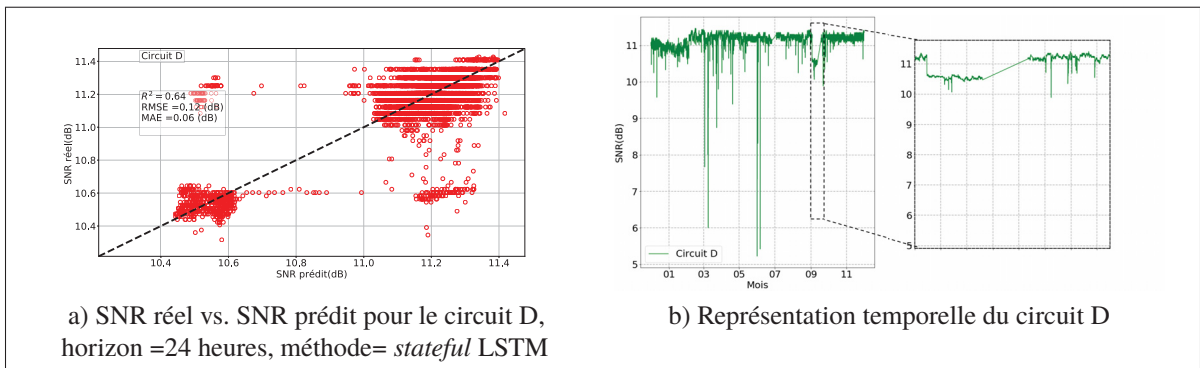 Circuit D
R² = 0.64
RMSE =0.12 (dB)
MAE =0.06 (dB)
SNR réel(dB)
11.4
11.2
11.0
10.8
10.6
10.4
10.4
10.6
10.8
11.0
11.2
11.4
SNR prédit(dB)
a) SNR réel vs. SNR prédit pour le circuit D,
horizon =24 heures, méthode= stateful LSTM
SNR(dB)
11
10
9
8
7
6
5
Circuit D
01
03
05
07
09
11
Mois
11
10
9
8
7
6
5
b) Représentation temporelle du circuit D